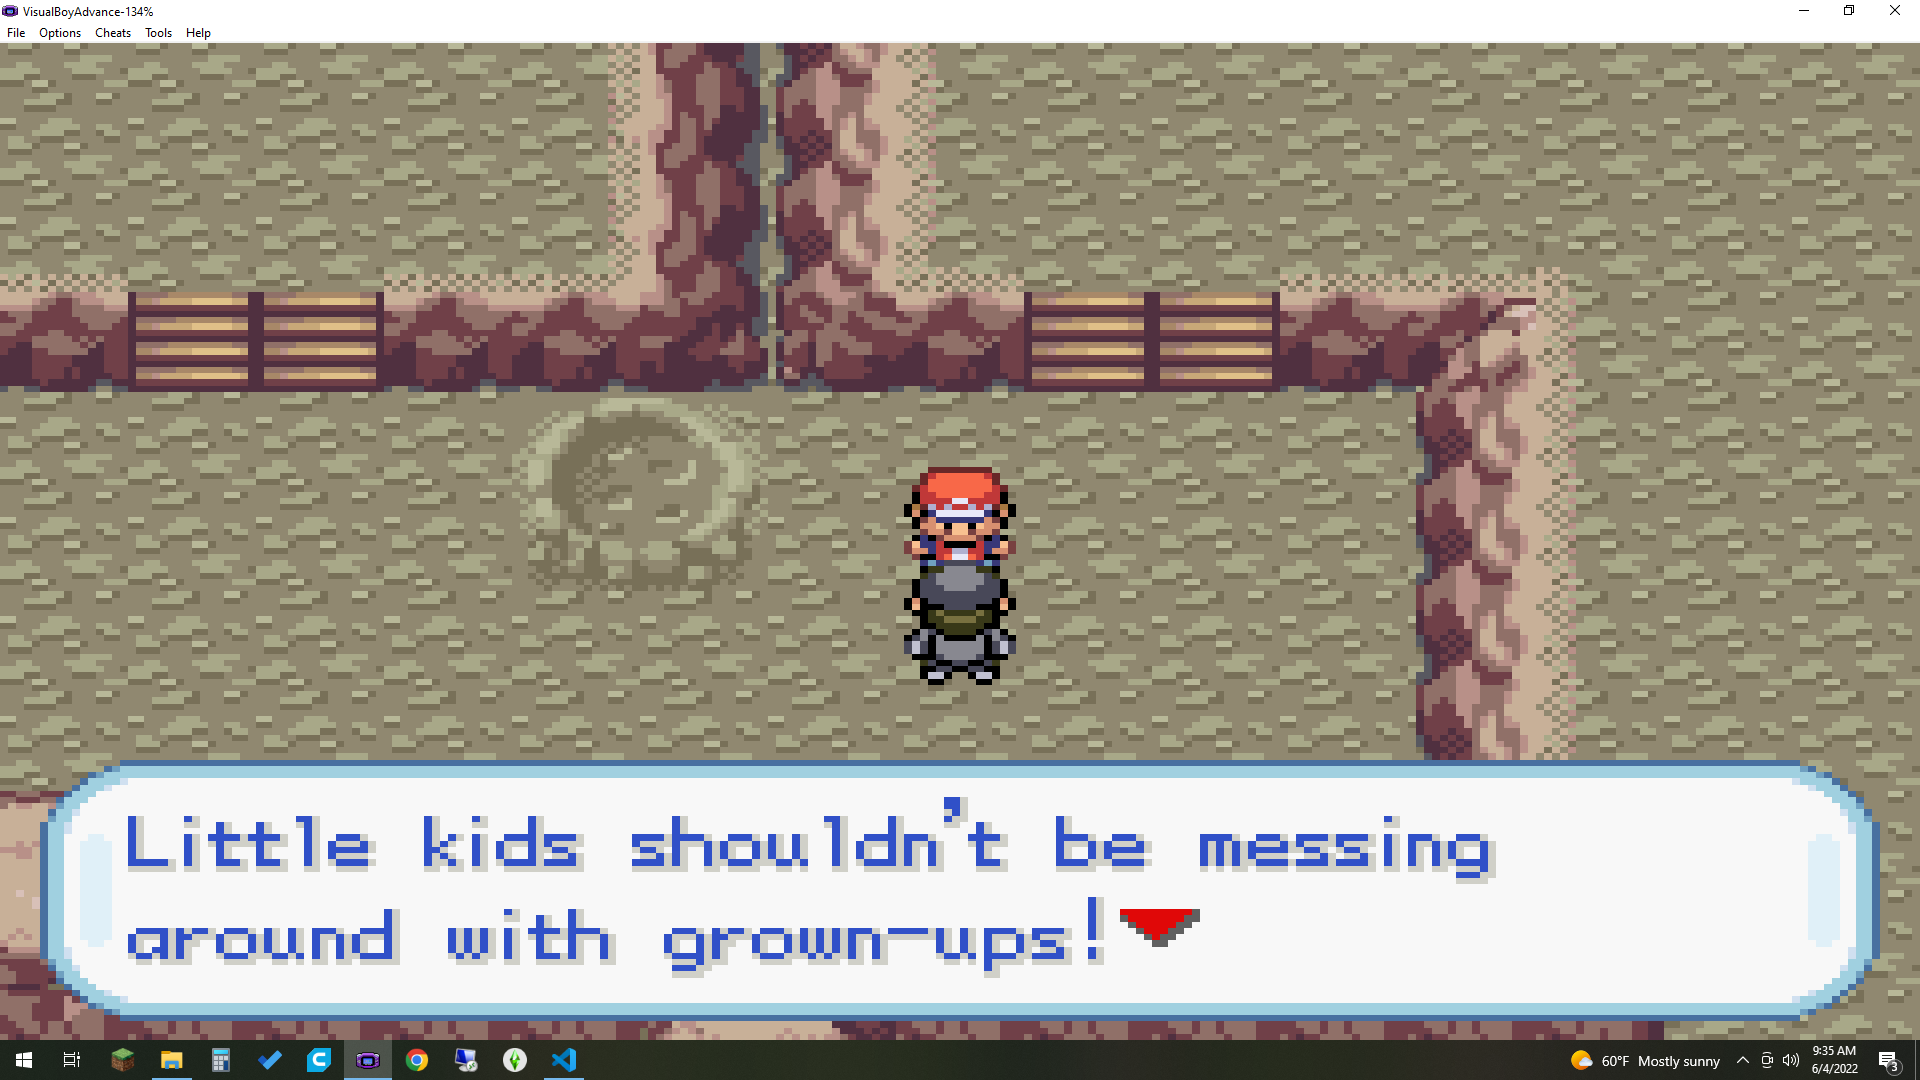 VisualBoyAdvance-134%
File Options Cheats Tools Help
Little kids shouldn't be messing
around with grown-ups!
60°F Mostly sunny
9:35 AM
6/4/2022
3